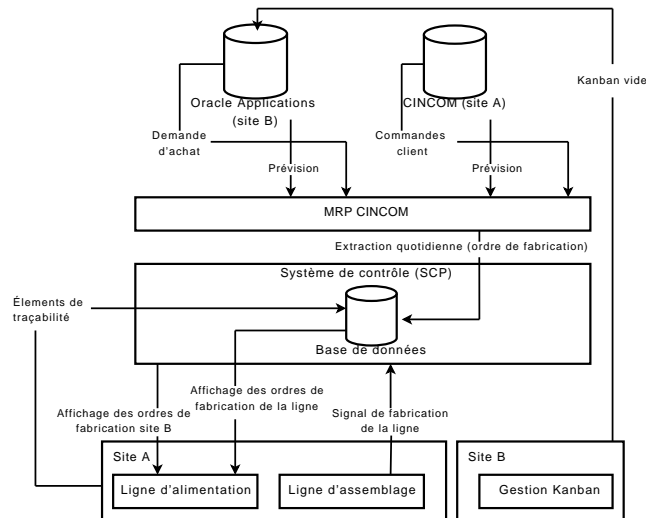 Kanban vide
Oracle Applications
(site B)
CINCOM (site A)
Demande
d'achat
Commandes
client
Prévision
Prévision
MRP CINCOM
Extraction quotidienne (ordre de fabrication)
Système de contrôle (SCP)
Élements de
traçabilité
Base de données
Affichage des ordres de
fabrication de la ligne
Affichage des ordres de
fabrication site B
Signal de fabrication
de la ligne
Site A
Site B
Ligne d'alimentation
Ligne d'assemblage
Gestion Kanban